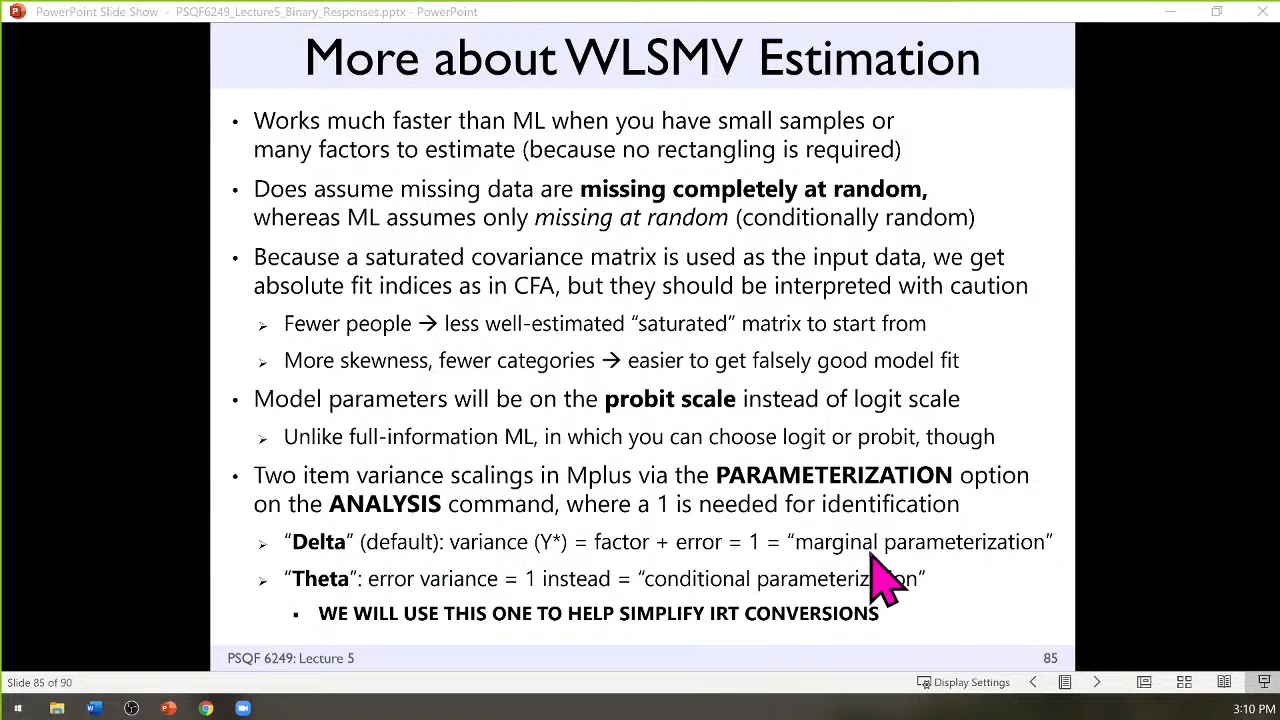 PowerPoint Slide Show - PSQF6249_Lecture5_Binary_Responses.pptx - PowerPoint
More about WLSMV Estimation
• Works much faster than ML when you have small samples or
many factors to estimate (because no rectangling is required)
• Does assume missing data are missing completely at random,
whereas ML assumes only missing at random (conditionally random)
• Because a saturated covariance matrix is used as the input data, we get
absolute fit indices as in CFA, but they should be interpreted with caution
➢ Fewer people → less well-estimated “saturated” matrix to start from
➢ More skewness, fewer categories → easier to get falsely good model fit
• Model parameters will be on the probit scale instead of logit scale
➢ Unlike full-information ML, in which you can choose logit or probit, though
• Two item variance scalings in Mplus via the PARAMETERIZATION option
on the ANALYSIS command, where a 1 is needed for identification
➢ “Delta” (default): variance (Y*) = factor + error = 1 = “marginal parameterization”
➢ “Theta”: error variance = 1 instead = “conditional parameterization”
▪ WE WILL USE THIS ONE TO HELP SIMPLIFY IRT CONVERSIONS
PSQF 6249: Lecture 5
85
Slide 85 of 90
Display Settings
3:10 PM